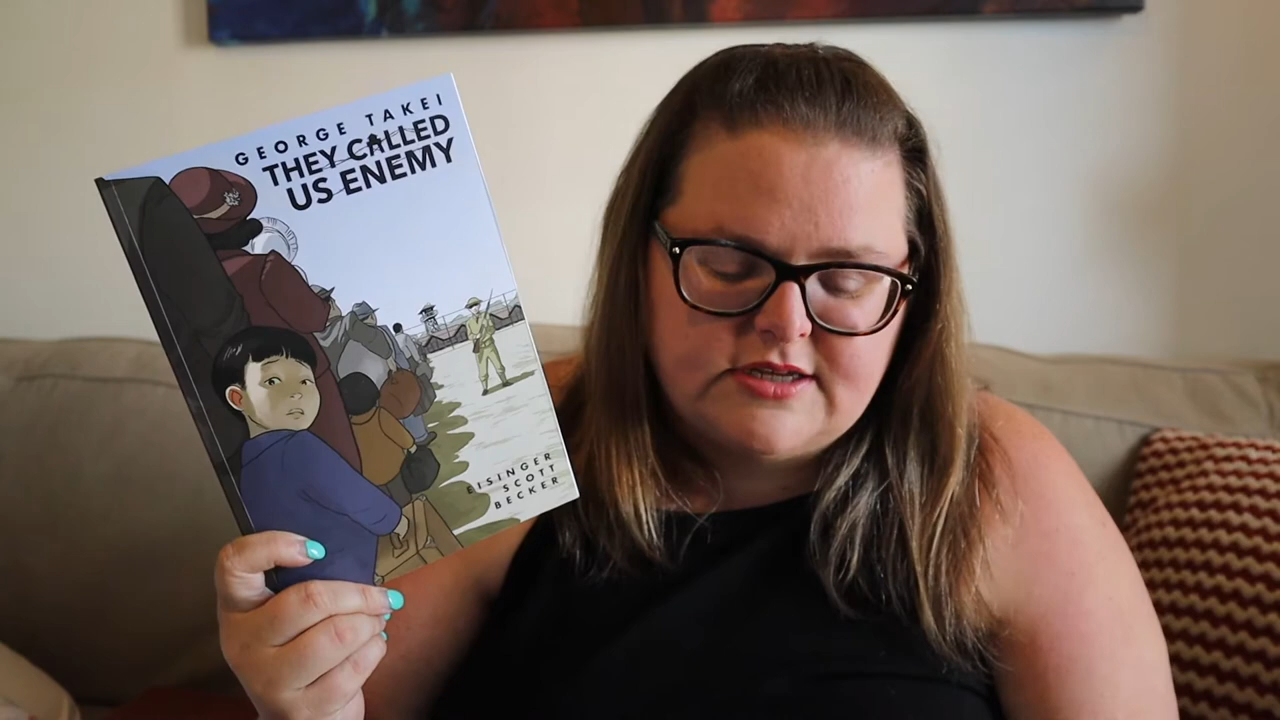 GEORGE TAKEI
THEY CALLED
US ENEMY
EISINGER
SCOTT
BECKER